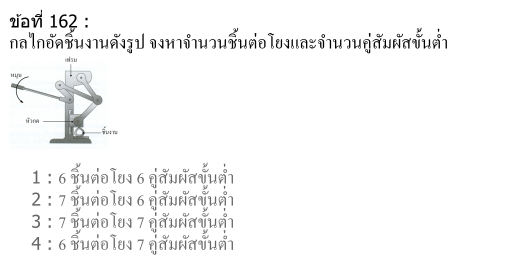 ข้อที่ 162 :
กลไกอัดชิ้นงานดังรูป จงหาจำนวนชิ้นต่อโยงและจำนวนคู่สัมผัสขั้นต่ำ
เฟรม
หมุน
หัวกด
ชิ้นงาน
1 : 6 ชิ้นต่อโยง 6 คู่สัมผัสขั้นต่ำ
2 : 7 ชิ้นต่อโยง 6 คู่สัมผัสขั้นต่ำ
3 : 7 ชิ้นต่อโยง 7 คู่สัมผัสขั้นต่ำ
4 : 6 ชิ้นต่อโยง 7 คู่สัมผัสขั้นต่ำ